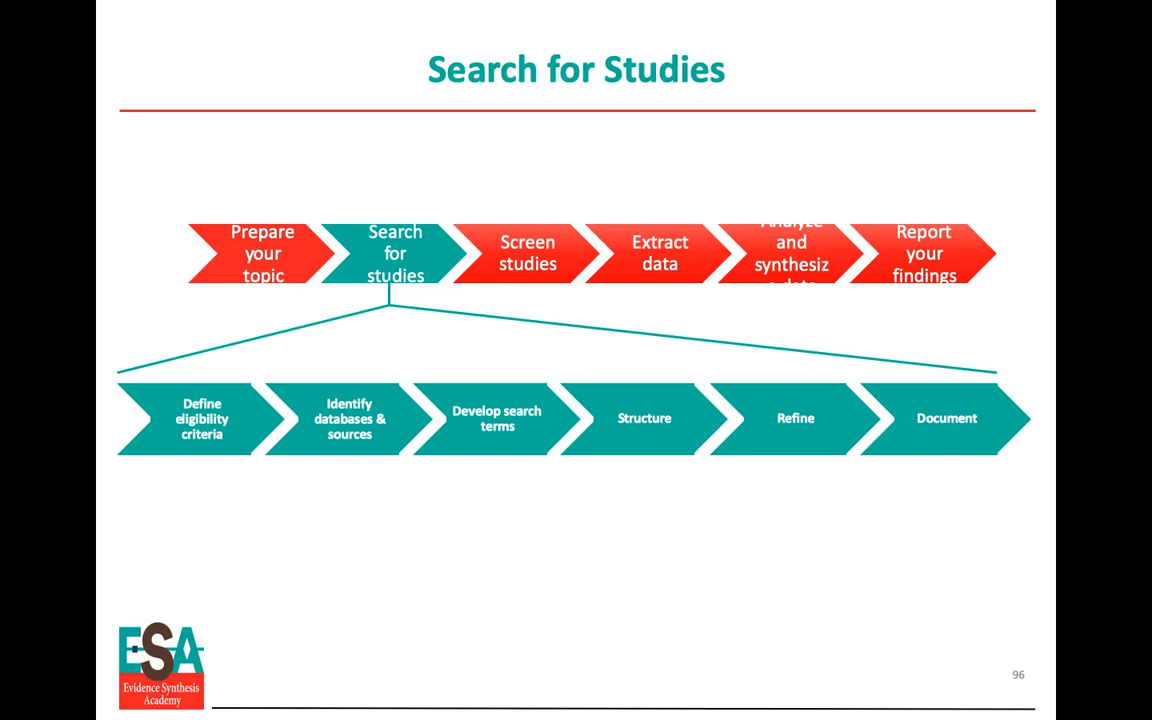 Search for Studies
Prepare
your
topic
Search
for
studies
Screen
studies
Extract
data
Analyze
and
synthesiz
e data
Report
your
findings
Define
eligibility
criteria
Identify
databases &
sources
Develop search
terms
Structure
Refine
Document
ESA
Evidence Synthesis
Academy
96